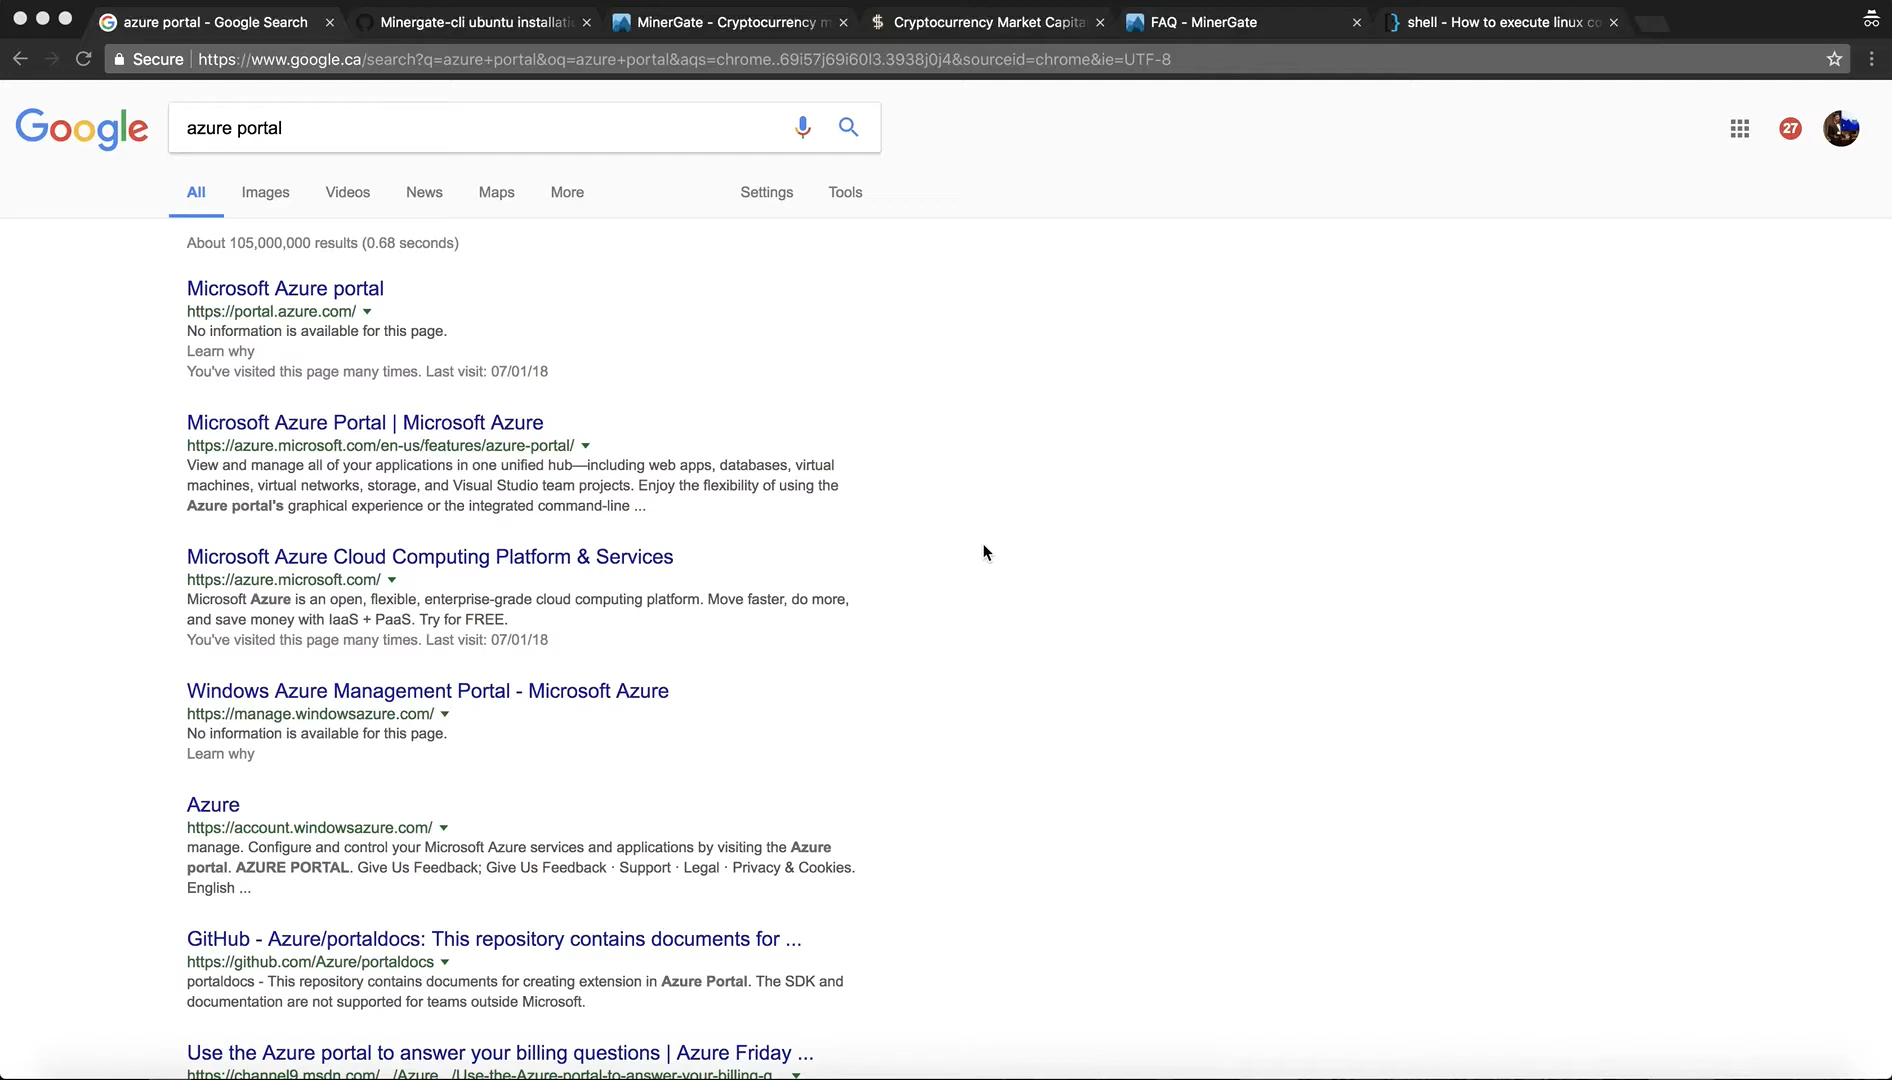 azure portal - Google Search
Minergate-cli ubuntu installati
MinerGate - Cryptocurrency m
Cryptocurrency Market Capita
FAQ - MinerGate
shell - How to execute linux co
Secure
https://www.google.ca/search?q=azure+portal&oq=azure+portal&aqs=chrome..69i57j69i60l3.3938j0j4&sourceid=chrome&ie=UTF-8
Google
azure portal
27
All Images Videos News Maps More Settings Tools
About 105,000,000 results (0.68 seconds)
Microsoft Azure portal
https://portal.azure.com/
No information is available for this page.
Learn why
You've visited this page many times. Last visit: 07/01/18
Microsoft Azure Portal | Microsoft Azure
https://azure.microsoft.com/en-us/features/azure-portal/
View and manage all of your applications in one unified hub—including web apps, databases, virtual
machines, virtual networks, storage, and Visual Studio team projects. Enjoy the flexibility of using the
Azure portal's graphical experience or the integrated command-line ...
Microsoft Azure Cloud Computing Platform & Services
https://azure.microsoft.com/
Microsoft Azure is an open, flexible, enterprise-grade cloud computing platform. Move faster, do more,
and save money with IaaS + PaaS. Try for FREE.
You've visited this page many times. Last visit: 07/01/18
Windows Azure Management Portal - Microsoft Azure
https://manage.windowsazure.com/
No information is available for this page.
Learn why
Azure
https://account.windowsazure.com/
manage. Configure and control your Microsoft Azure services and applications by visiting the Azure
portal. AZURE PORTAL. Give Us Feedback; Give Us Feedback · Support · Legal · Privacy & Cookies.
English ...
GitHub - Azure/portaldocs: This repository contains documents for ...
https://github.com/Azure/portaldocs
portaldocs - This repository contains documents for creating extension in Azure Portal. The SDK and
documentation are not supported for teams outside Microsoft.
Use the Azure portal to answer your billing questions | Azure Friday ...
https://channel9.msdn.com/.../Azure.../Use-the-Azure-portal-to-answer-your-billing-q...